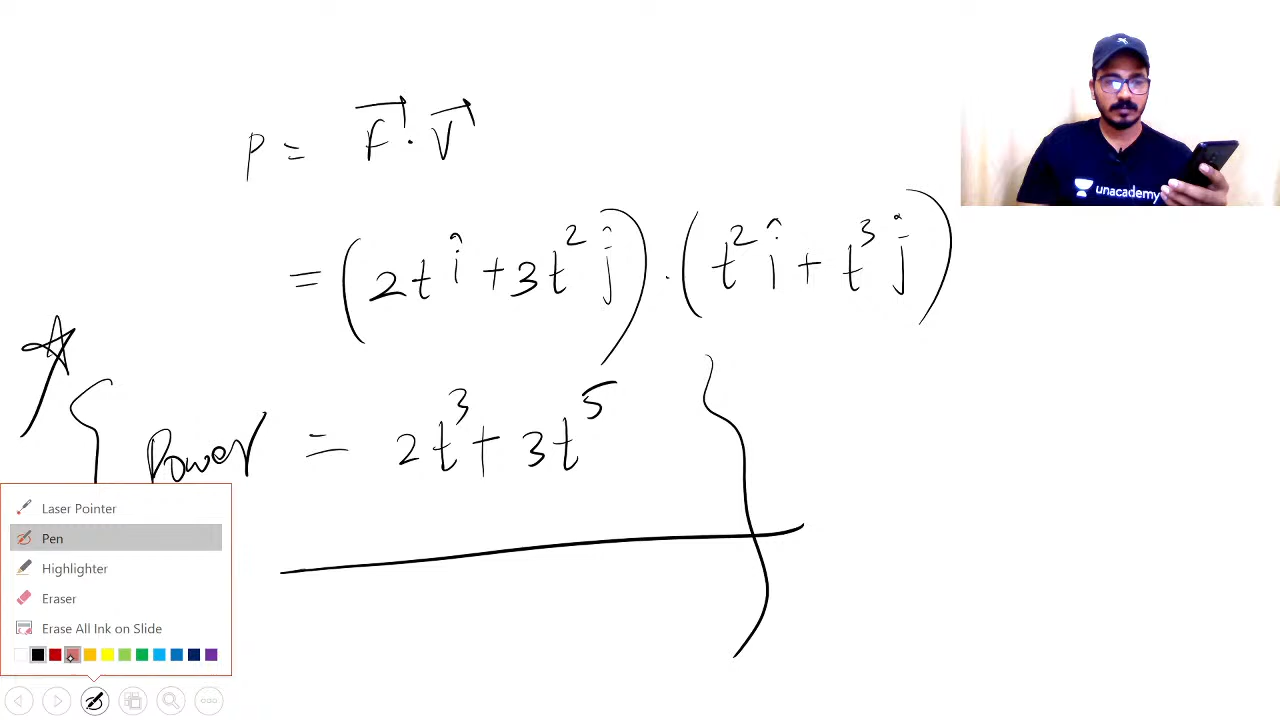 P = F⃗ · V⃗
= (2t î + 3t² ĵ) · (t² î + t³ ĵ)
Power = 2t³ + 3t⁵
unacademy
Laser Pointer
Pen
Highlighter
Eraser
Erase All Ink on Slide